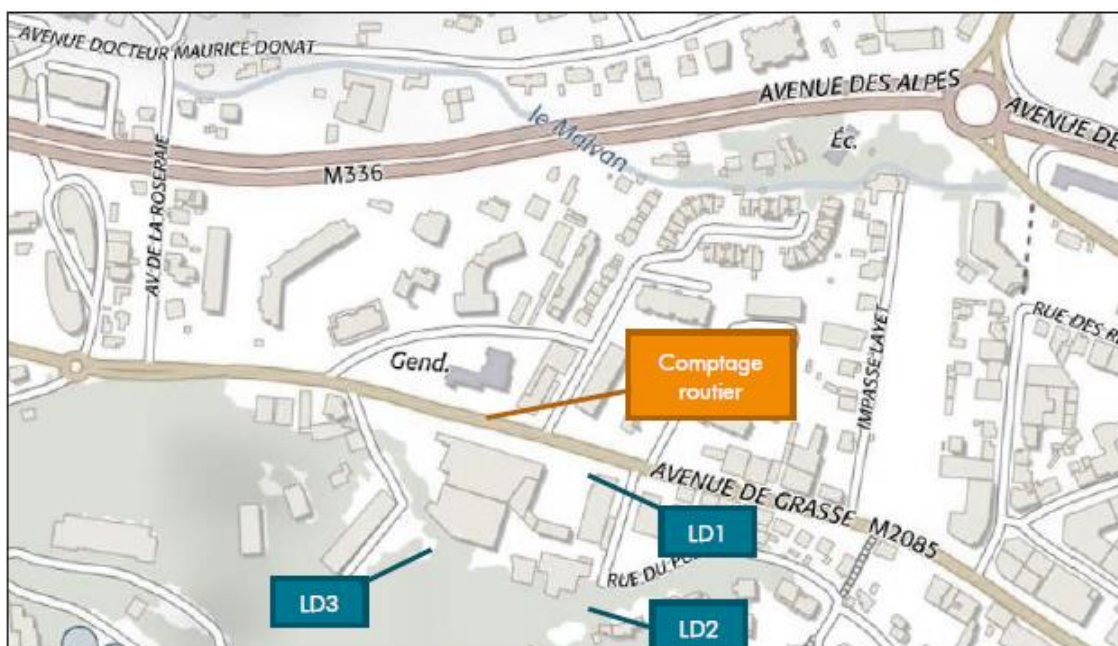 AVENUE DOCTEUR MAURICE DONAT
AVENUE DES ALPES
AVENUE DE
le Malvan
Éc.
M336
AV. DE LA ROSERAIE
RUE DES R
IMPASSE LAYET
Gend.
Comptage
routier
AVENUE DE GRASSE M2085
LD1
RUE DU
LD3
LD2